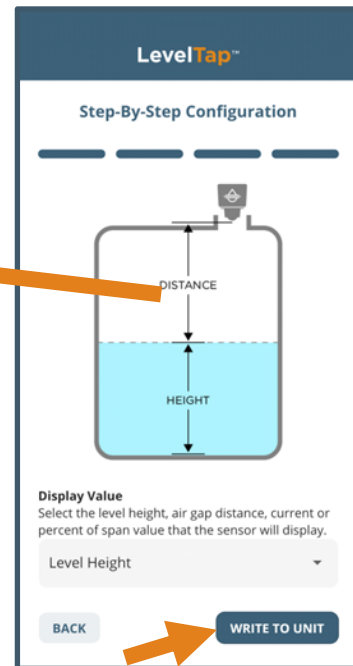 LevelTap™
Step-By-Step Configuration
DISTANCE
HEIGHT
Display Value
Select the level height, air gap distance, current or
percent of span value that the sensor will display.
Level Height
BACK
WRITE TO UNIT